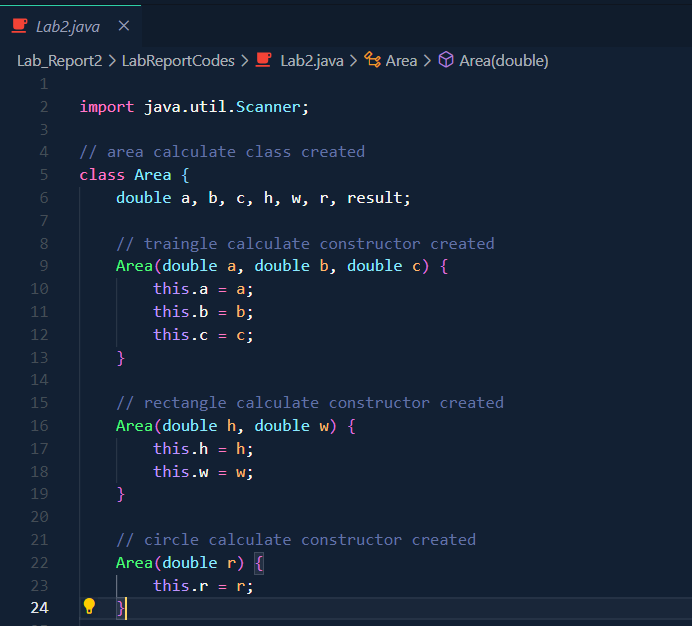 Lab2.java ×
Lab_Report2 > LabReportCodes > Lab2.java > Area > Area(double)
1
2 import java.util.Scanner;
3
4 // area calculate class created
5 class Area {
6 double a, b, c, h, w, r, result;
7
8 // traingle calculate constructor created
9 Area(double a, double b, double c) {
10 this.a = a;
11 this.b = b;
12 this.c = c;
13 }
14
15 // rectangle calculate constructor created
16 Area(double h, double w) {
17 this.h = h;
18 this.w = w;
19 }
20
21 // circle calculate constructor created
22 Area(double r) {
23 this.r = r;
24 }